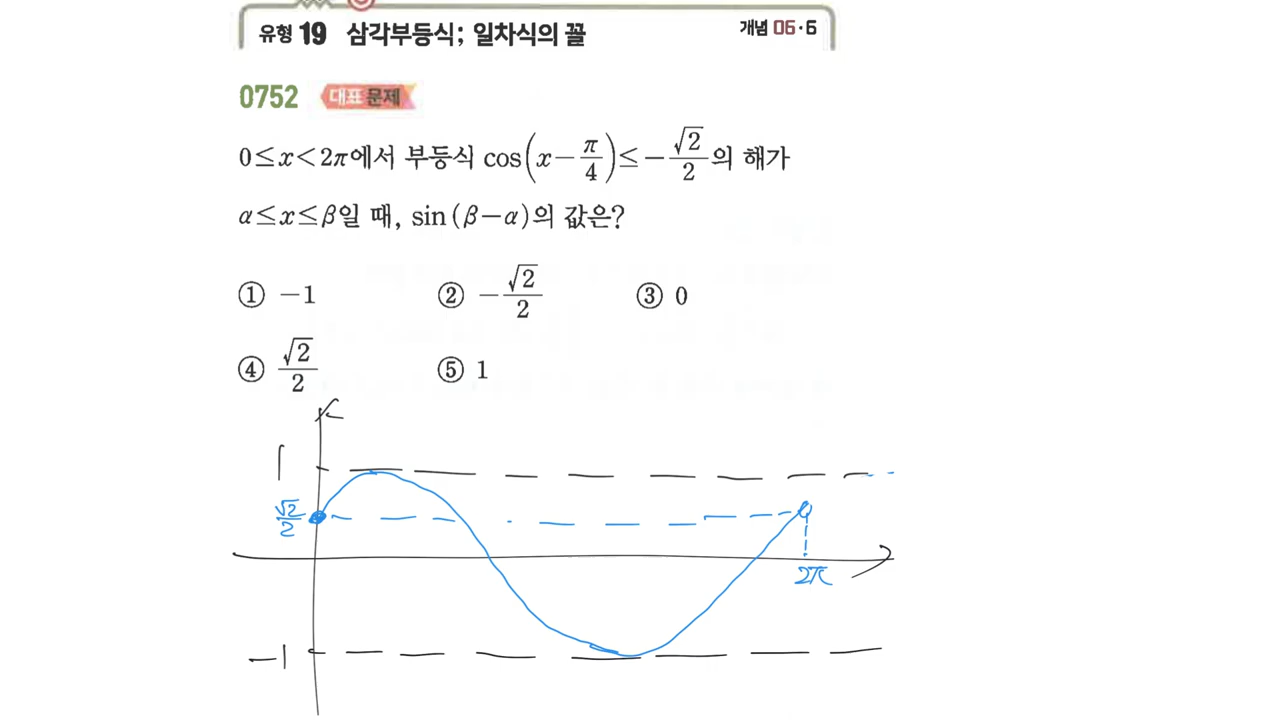 유형 19 삼각부등식; 일차식의 꼴 개념 06·6
0752 대표 문제
0≤x<2π에서 부등식 cos(x-π/4)≤-√2/2의 해가
α≤x≤β일 때, sin(β-α)의 값은?
① -1 ② -√2/2 ③ 0
④ √2/2 ⑤ 1
1
√2/2
2π
-1